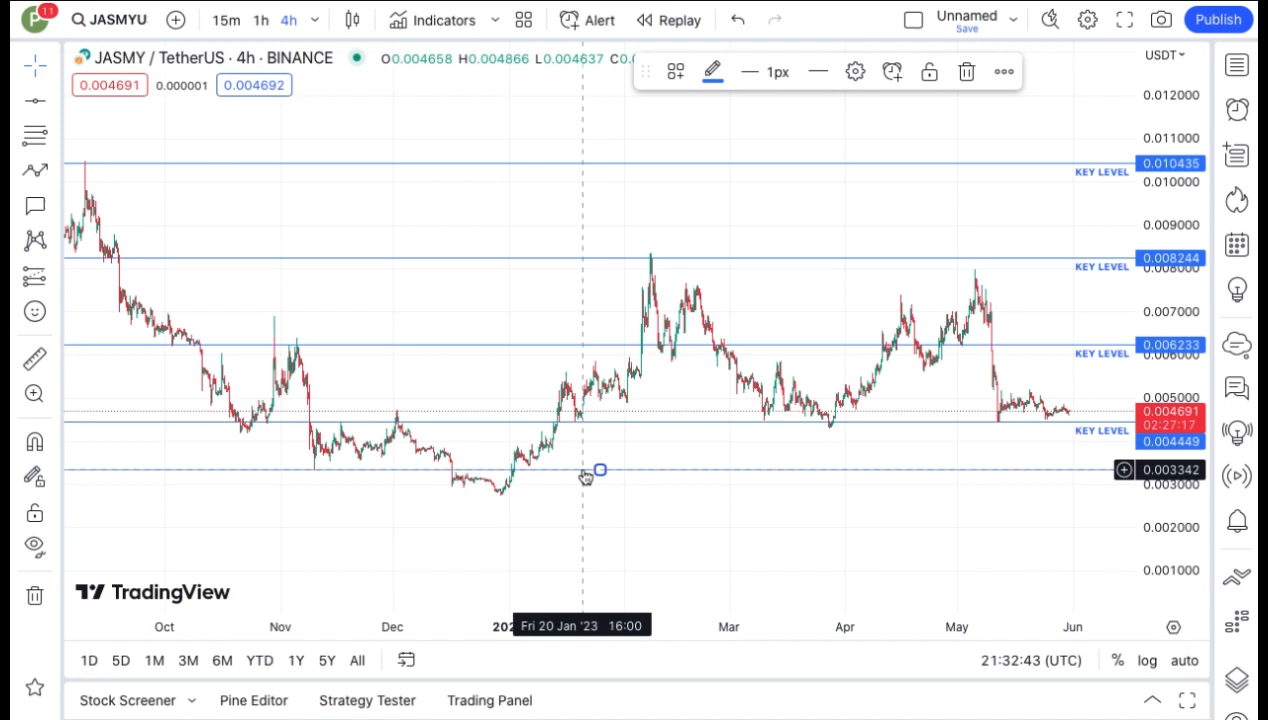 P 11 JASMYU 15m 1h 4h Indicators Alert Replay Unnamed Save Publish
JASMY / TetherUS · 4h · BINANCE O0.004658 H0.004866 L0.004637 1px USDT
0.004691 0.000001 0.004692
0.012000
0.011000
0.010435
KEY LEVEL
0.010000
0.009000
0.008244
KEY LEVEL
0.008000
0.007000
0.006233
KEY LEVEL
0.006000
0.005000
0.004691
02:27:17
KEY LEVEL
0.004449
0.003342
0.003000
0.002000
0.001000
TradingView
Oct Nov Dec Fri 20 Jan '23 16:00 Mar Apr May Jun
1D 5D 1M 3M 6M YTD 1Y 5Y All 21:32:43 (UTC) % log auto
Stock Screener Pine Editor Strategy Tester Trading Panel